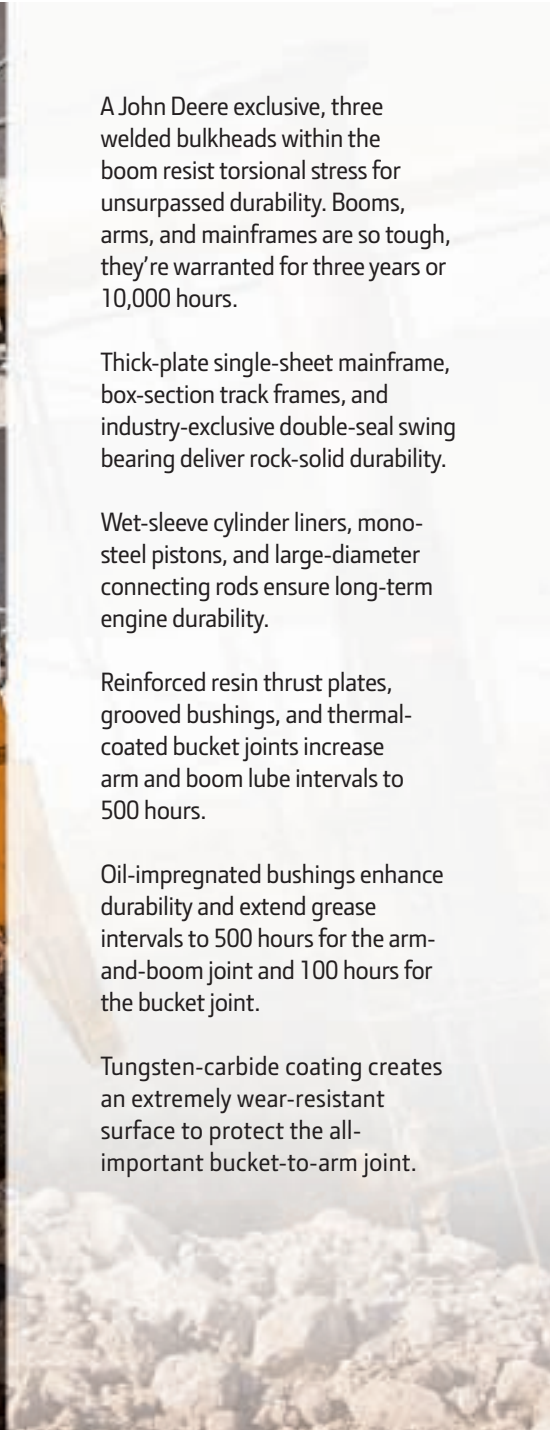 A John Deere exclusive, three
welded bulkheads within the
boom resist torsional stress for
unsurpassed durability. Booms,
arms, and mainframes are so tough,
they're warranted for three years or
10,000 hours.
Thick-plate single-sheet mainframe,
box-section track frames, and
industry-exclusive double-seal swing
bearing deliver rock-solid durability.
Wet-sleeve cylinder liners, mono-
steel pistons, and large-diameter
connecting rods ensure long-term
engine durability.
Reinforced resin thrust plates,
grooved bushings, and thermal-
coated bucket joints increase
arm and boom lube intervals to
500 hours.
Oil-impregnated bushings enhance
durability and extend grease
intervals to 500 hours for the arm-
and-boom joint and 100 hours for
the bucket joint.
Tungsten-carbide coating creates
an extremely wear-resistant
surface to protect the all-
important bucket-to-arm joint.